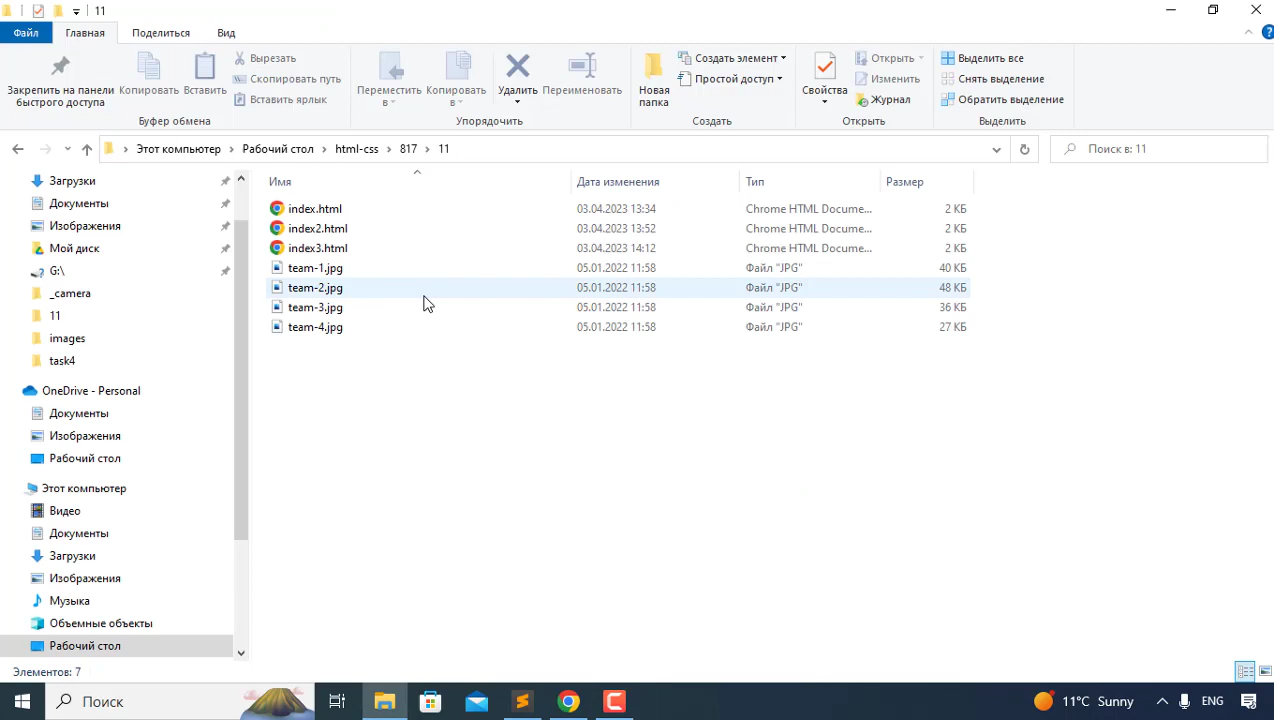 11
Файл Главная Поделиться Вид
Закрепить на панели быстрого доступа
Копировать
Вставить
Вырезать
Скопировать путь
Вставить ярлык
Буфер обмена
Переместить в
Копировать в
Удалить
Переименовать
Упорядочить
Новая папка
Создать элемент
Простой доступ
Создать
Свойства
Открыть
Изменить
Журнал
Открыть
Выделить все
Снять выделение
Обратить выделение
Выделить
Этот компьютер > Рабочий стол > html-css > 817 > 11
Поиск в: 11
Загрузки
Документы
Изображения
Мой диск
G:\
_camera
11
images
task4
OneDrive - Personal
Документы
Изображения
Рабочий стол
Этот компьютер
Видео
Документы
Загрузки
Изображения
Музыка
Объемные объекты
Рабочий стол
Имя Дата изменения Тип Размер
index.html 03.04.2023 13:34 Chrome HTML Docume... 2 КБ
index2.html 03.04.2023 13:52 Chrome HTML Docume... 2 КБ
index3.html 03.04.2023 14:12 Chrome HTML Docume... 2 КБ
team-1.jpg 05.01.2022 11:58 Файл "JPG" 40 КБ
team-2.jpg 05.01.2022 11:58 Файл "JPG" 48 КБ
team-3.jpg 05.01.2022 11:58 Файл "JPG" 36 КБ
team-4.jpg 05.01.2022 11:58 Файл "JPG" 27 КБ
Элементов: 7
Поиск
11°C Sunny
ENG